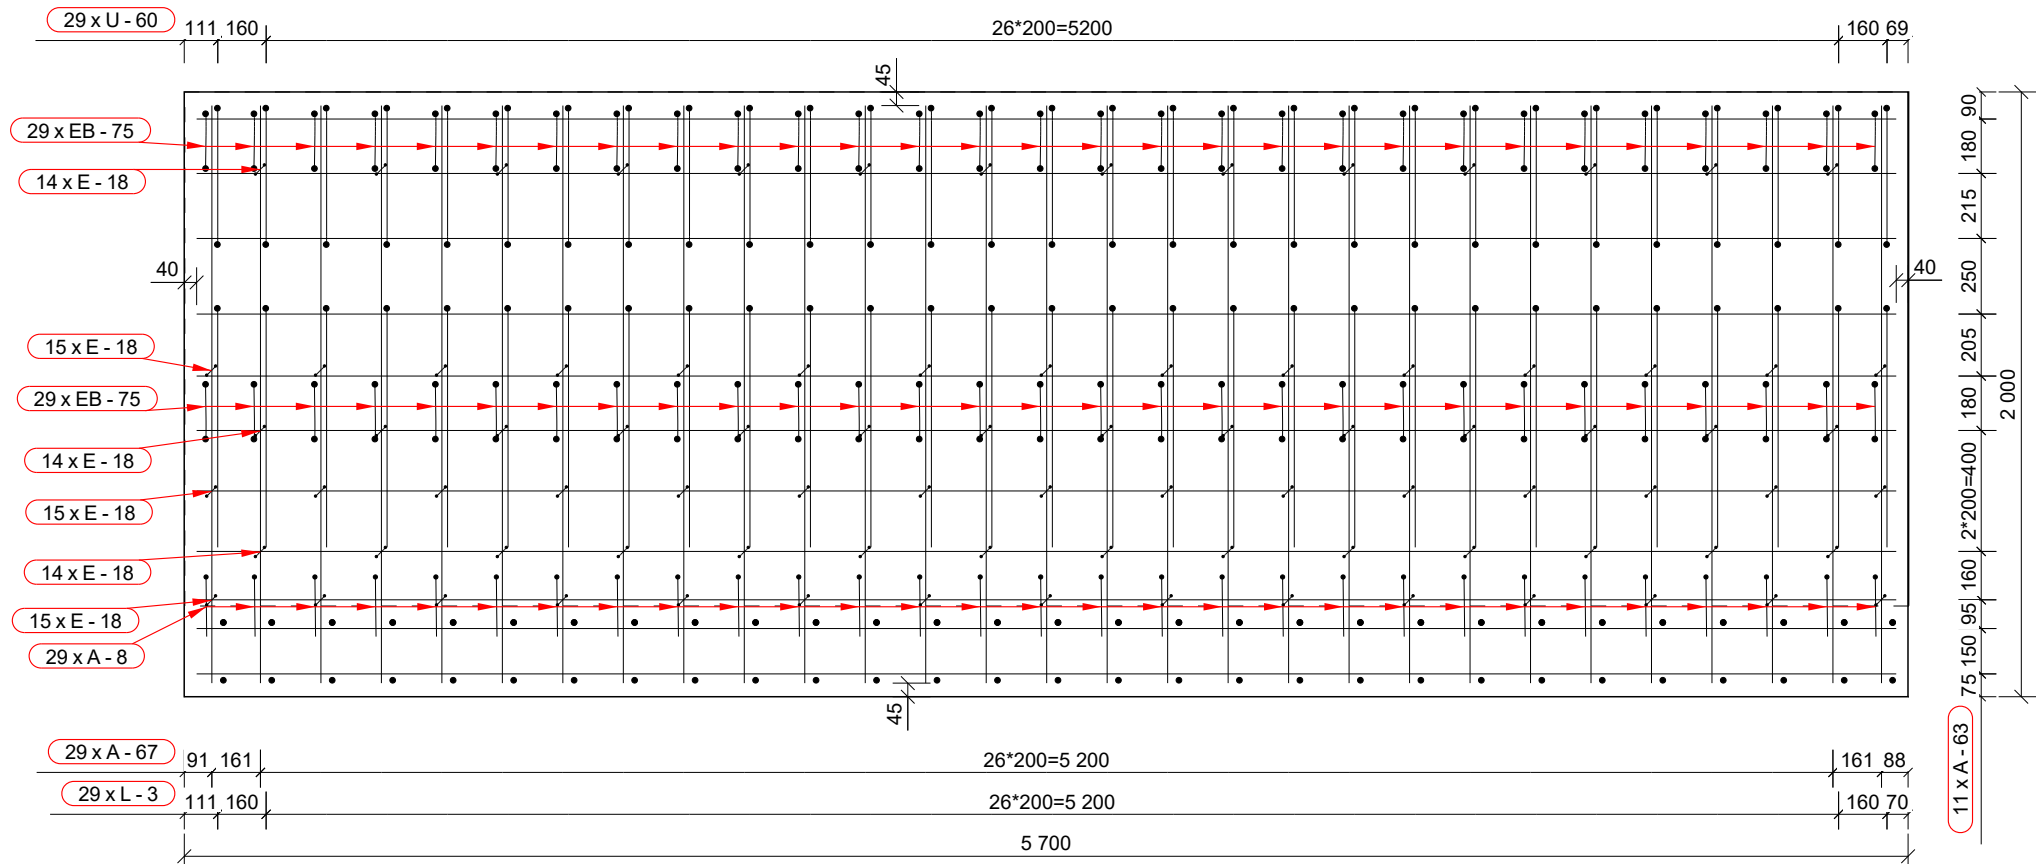 29 x U - 60
111 160 26*200=5200 160 69
45
29 x EB - 75
14 x E - 18
40
40
15 x E - 18
29 x EB - 75
14 x E - 18
15 x E - 18
14 x E - 18
15 x E - 18
29 x A - 8
90
180
215
250
205
180
2*200=400
160
95
150
75
2 000
45
11 x A - 63
29 x A - 67
91 161 26*200=5 200 161 88
29 x L - 3
111 160 26*200=5 200 160 70
5 700